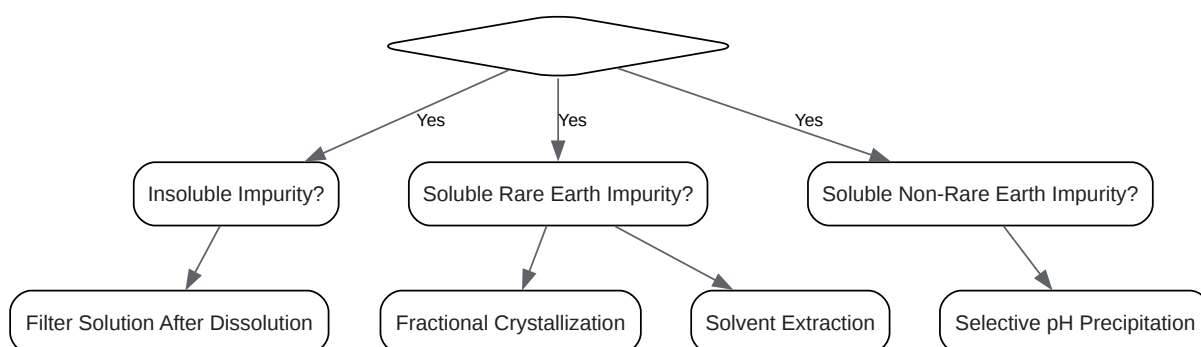 Yes
Yes
Yes
Insoluble Impurity?
Soluble Rare Earth Impurity?
Soluble Non-Rare Earth Impurity?
Filter Solution After Dissolution
Fractional Crystallization
Solvent Extraction
Selective pH Precipitation